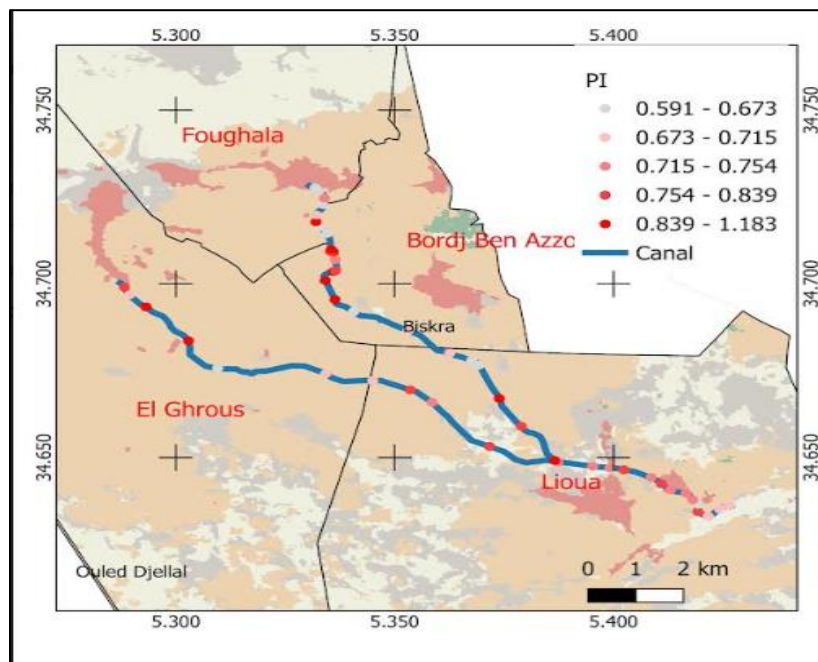 5.300 5.350 5.400
34.750
34.750
PI
0.591 - 0.673
0.673 - 0.715
0.715 - 0.754
0.754 - 0.839
0.839 - 1.183
Canal
Foughala
Bordj Ben Azzo
34.700
34.700
Biskra
El Ghrous
34.650
34.650
Lioua
Ouled Djellal
0 1 2 km
5.300 5.350 5.400